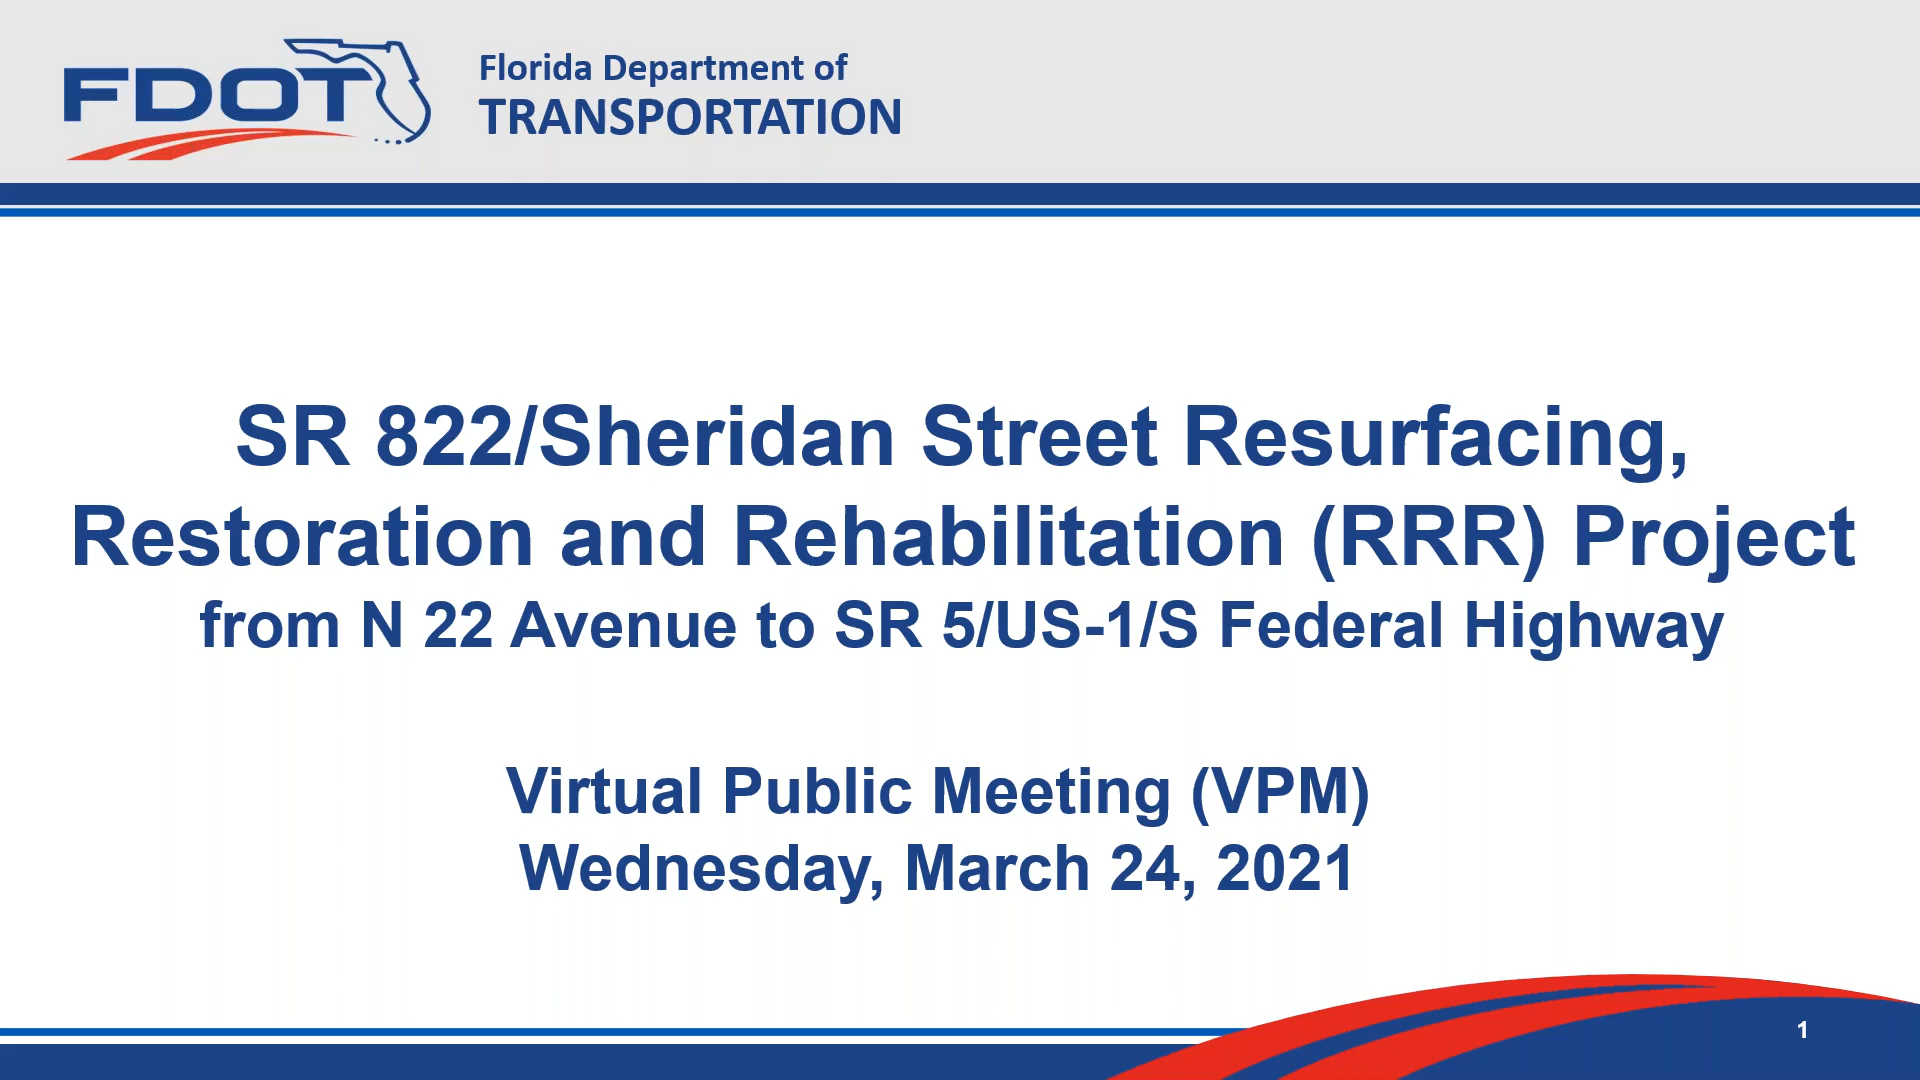 FDOT
Florida Department of
TRANSPORTATION
SR 822/Sheridan Street Resurfacing,
Restoration and Rehabilitation (RRR) Project
from N 22 Avenue to SR 5/US-1/S Federal Highway
Virtual Public Meeting (VPM)
Wednesday, March 24, 2021
1